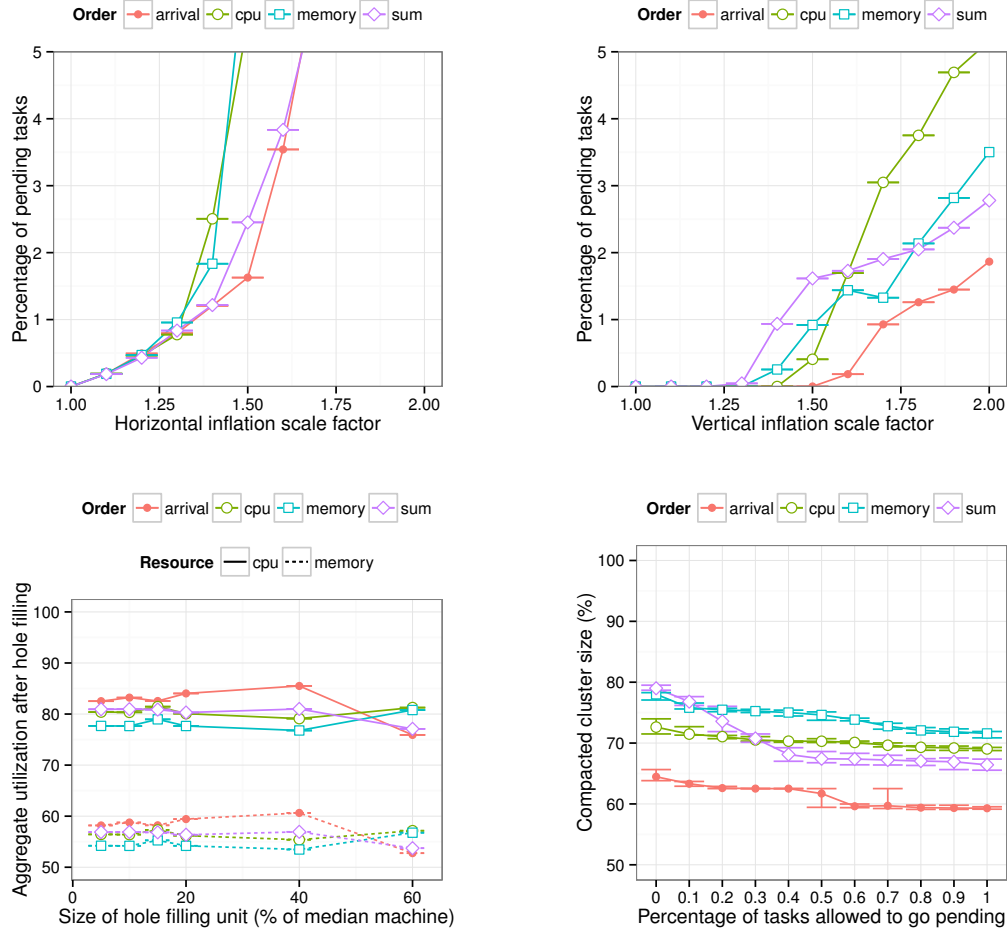 Order arrival cpu memory sum
Percentage of pending tasks
5
4
3
2
1
0
1.00 1.25 1.50 1.75 2.00
Horizontal inflation scale factor
Order arrival cpu memory sum
Percentage of pending tasks
5
4
3
2
1
0
1.00 1.25 1.50 1.75 2.00
Vertical inflation scale factor
Order arrival cpu memory sum
Resource cpu memory
Aggregate utilization after hole filling
100
90
80
70
60
50
0 20 40 60
Size of hole filling unit (% of median machine)
Order arrival cpu memory sum
Compacted cluster size (%)
100
90
80
70
60
50
0 0.1 0.2 0.3 0.4 0.5 0.6 0.7 0.8 0.9 1
Percentage of tasks allowed to go pending